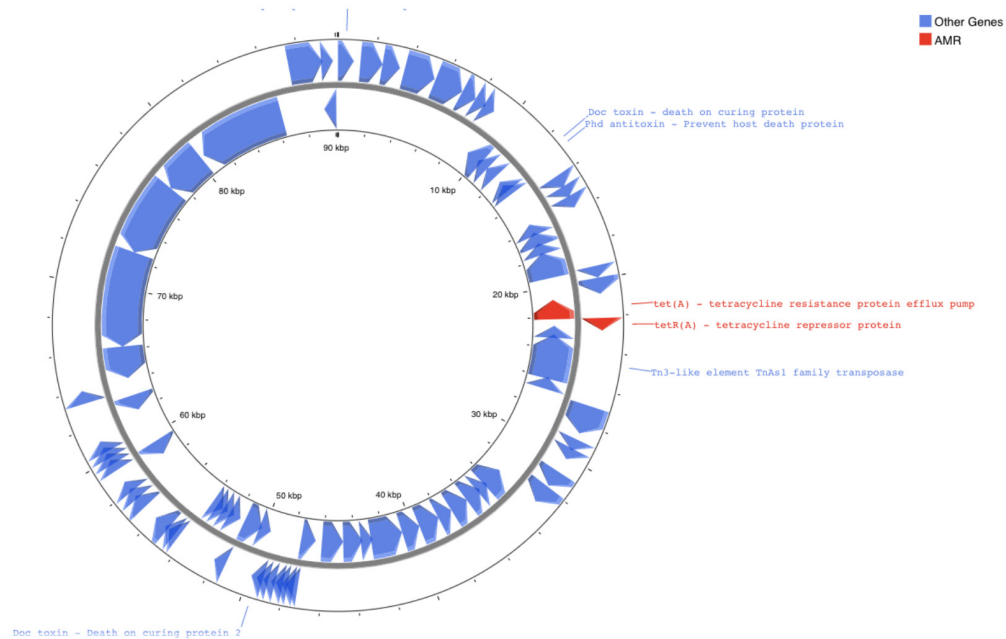 Other Genes
AMR
Doc toxin - death on curing protein
Phd antitoxin - Prevent host death protein
90 kbp
80 kbp
10 kbp
70 kbp
20 kbp
tet(A) - tetracycline resistance protein efflux pump
tetR(A) - tetracycline repressor protein
Tn3-like element TnAs1 family transposase
60 kbp
30 kbp
50 kbp
40 kbp
Doc toxin - Death on curing protein 2